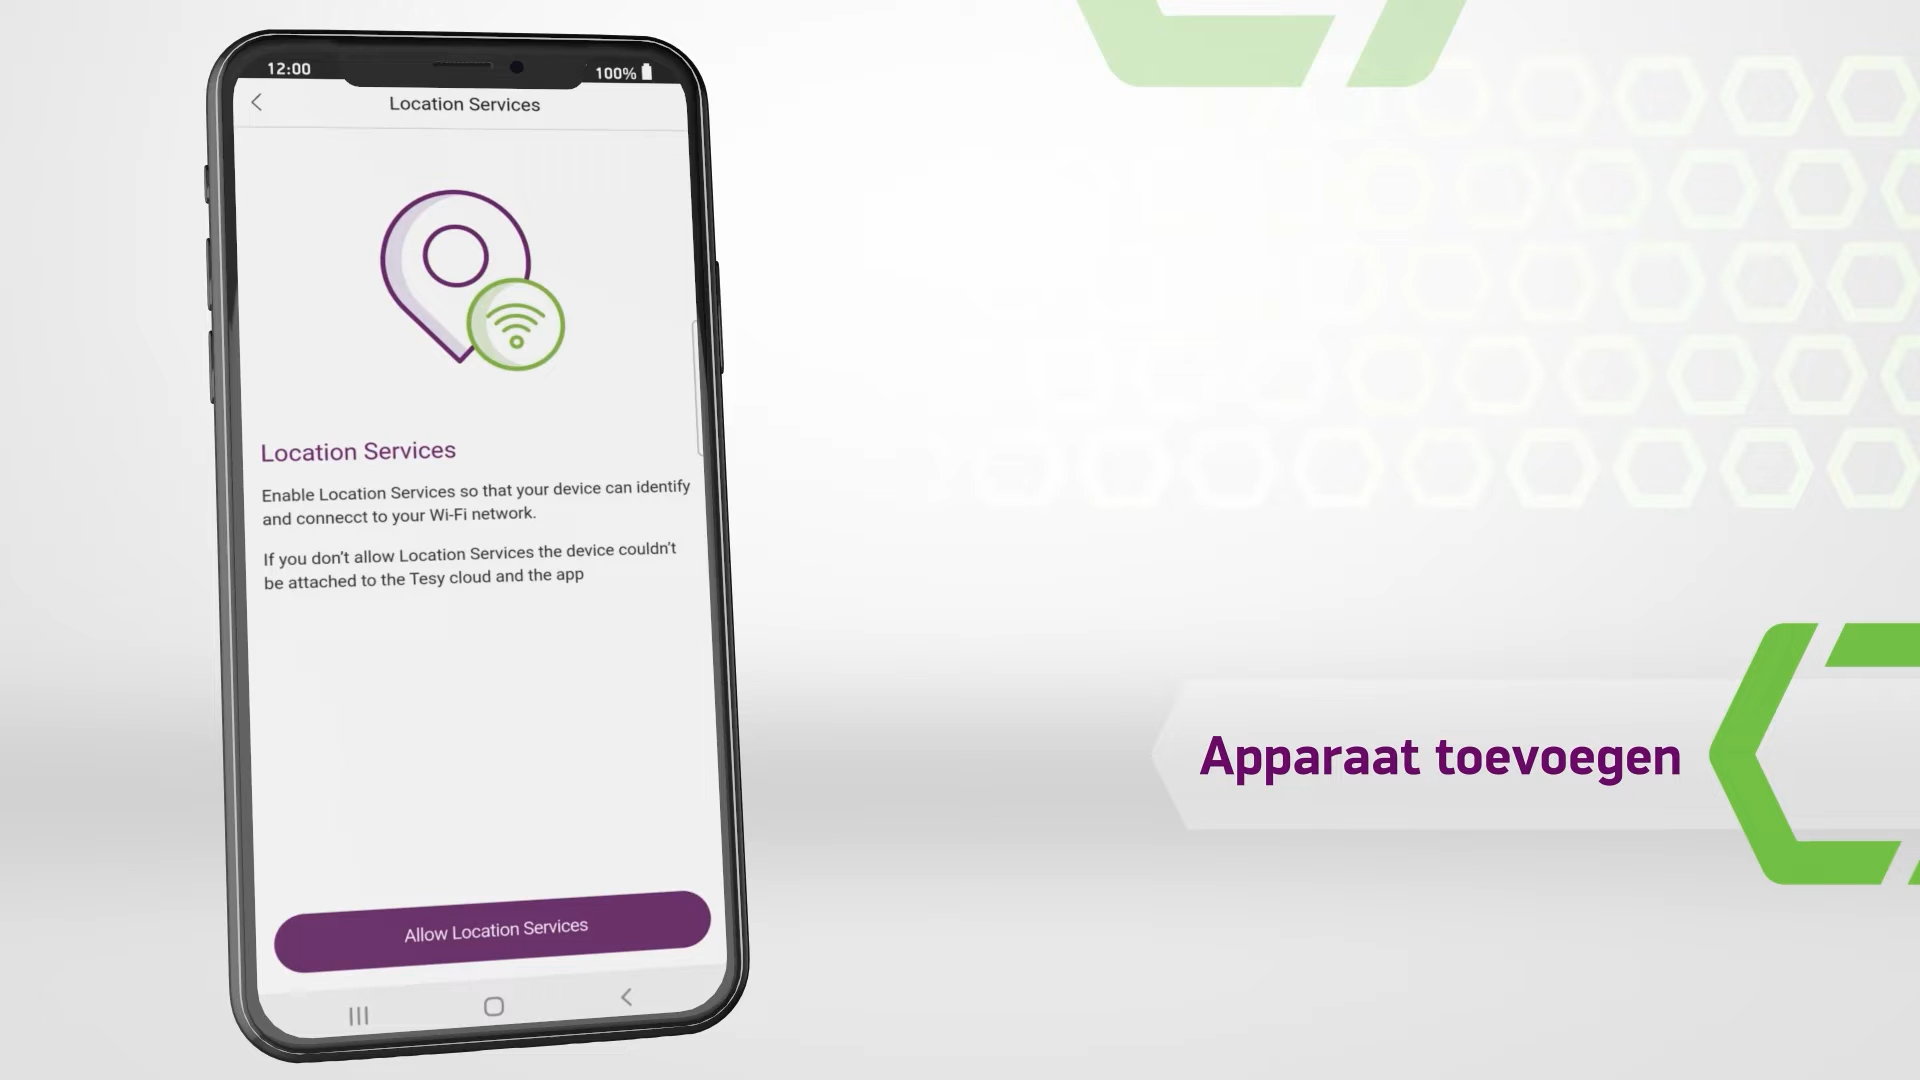 12:00
100%
Location Services
Location Services
Enable Location Services so that your device can identify
and connecct to your Wi-Fi network.
If you don't allow Location Services the device couldn't
be attached to the Tesy cloud and the app
Allow Location Services
Apparaat toevoegen